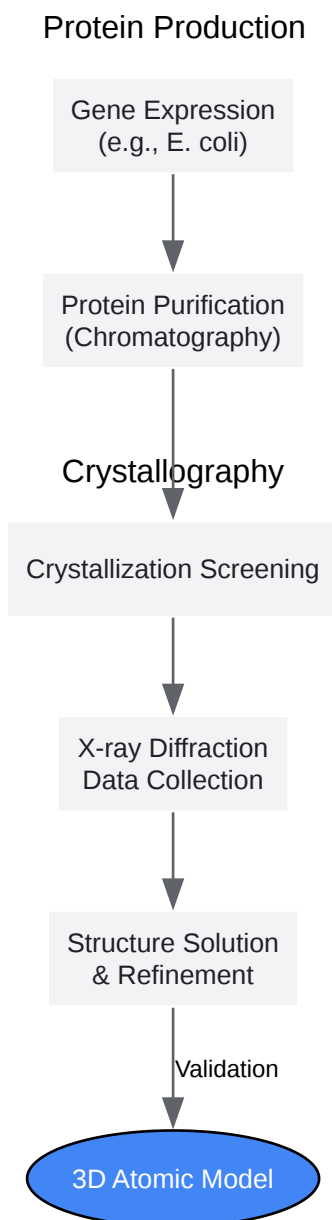 Protein Production
Gene Expression
(e.g., E. coli)
Protein Purification
(Chromatography)
Crystallography
Crystallization Screening
X-ray Diffraction
Data Collection
Structure Solution
& Refinement
Validation
3D Atomic Model